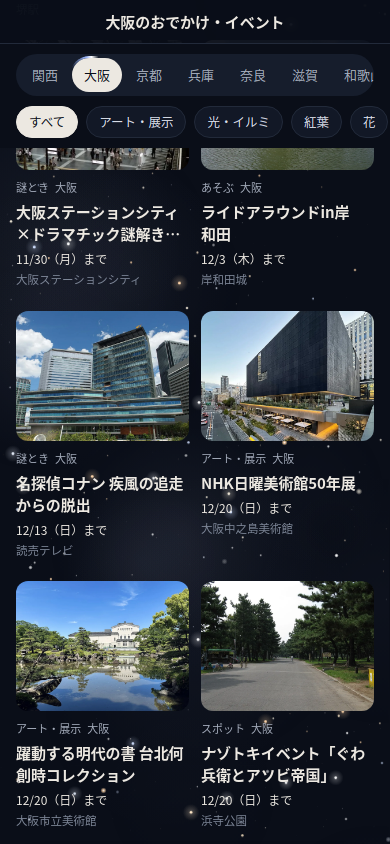 大阪のおでかけ・イベント
関西 大阪 京都 兵庫 奈良 滋賀 和歌
すべて アート・展示 光・イルミ 紅葉 花
謎とき 大阪
大阪ステーションシティ
×ドラマチック謎解き…
11/30（月）まで
大阪ステーションシティ
あそぶ 大阪
ライドアラウンドin岸
和田
12/3（木）まで
岸和田城
謎とき 大阪
名探偵コナン 疾風の追走
からの脱出
12/13（日）まで
読売テレビ
アート・展示 大阪
NHK日曜美術館50年展
12/20（日）まで
大阪中之島美術館
アート・展示 大阪
躍動する明代の書 台北何
創時コレクション
12/20（日）まで
大阪市立美術館
スポット 大阪
ナゾトキイベント「ぐわ
兵衛とアソビ帝国」
12/20（日）まで
浜寺公園